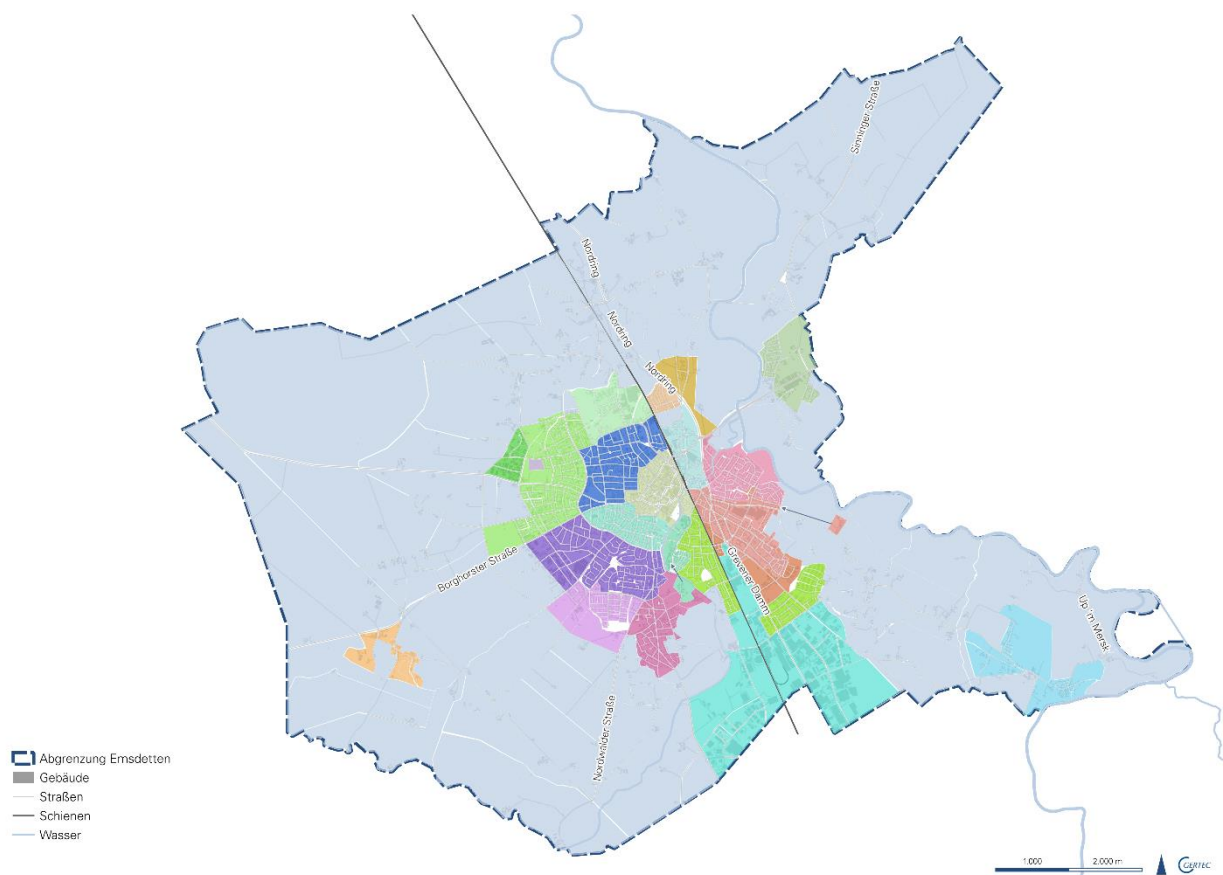 Sinninger Straße
Nordring
Nordring
Nordring
Borghorster Straße
Grevener Damm
Up'm Mersk
Nordwalder Straße
Abgrenzung Emsdetten
Gebäude
Straßen
Schienen
Wasser
1.000 2.000 m
GERTEC